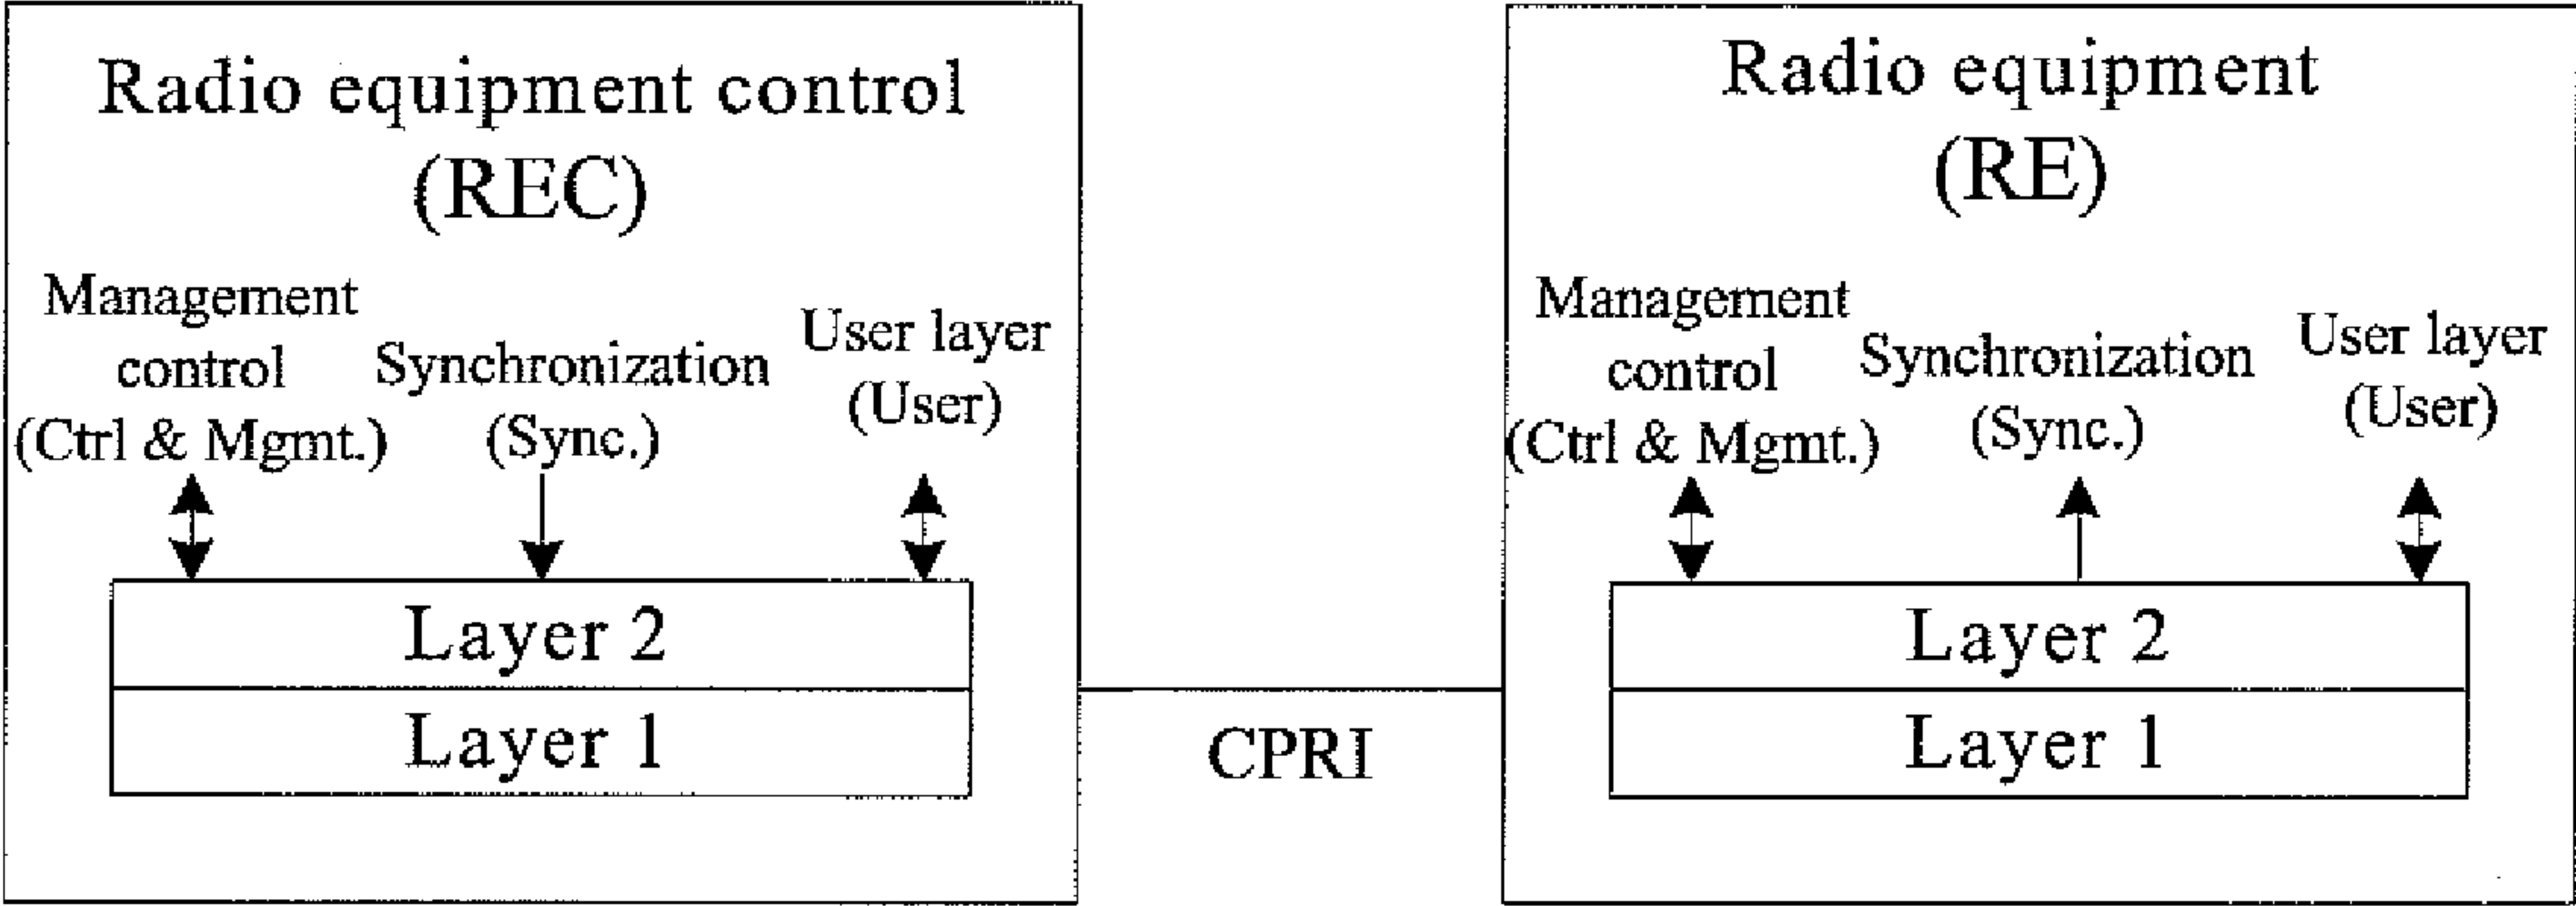 Radio equipment control
(REC)
Management
control
(Ctrl & Mgmt.)
Synchronization
(Sync.)
User layer
(User)
Layer 2
Layer 1
CPRI
Radio equipment
(RE)
Management
control
(Ctrl & Mgmt.)
Synchronization
(Sync.)
User layer
(User)
Layer 2
Layer 1